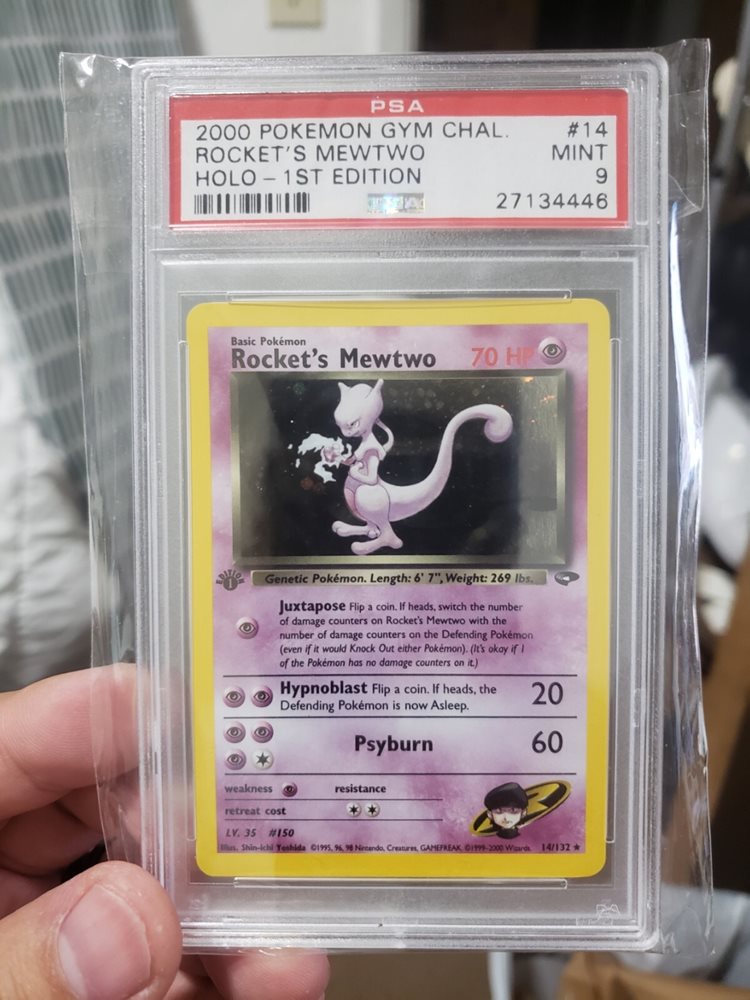 PSA
2000 POKEMON GYM CHAL. #14
ROCKET'S MEWTWO MINT
HOLO – 1ST EDITION 9
27134446
Basic Pokémon
Rocket's Mewtwo 70 HP
EDITION
1
Genetic Pokémon. Length: 6' 7", Weight: 269 lbs.
Juxtapose Flip a coin. If heads, switch the number
of damage counters on Rocket's Mewtwo with the
number of damage counters on the Defending Pokémon
(even if it would Knock Out either Pokémon). (It's okay if 1
of the Pokémon has no damage counters on it.)
Hypnoblast Flip a coin. If heads, the 20
Defending Pokémon is now Asleep.
Psyburn 60
weakness resistance
retreat cost
LV. 35 #150
Illus. Shin-ichi Yoshida ©1995, 96, 98 Nintendo, Creatures, GAMEFREAK. ©1999-2000 Wizards. 14/132 ★